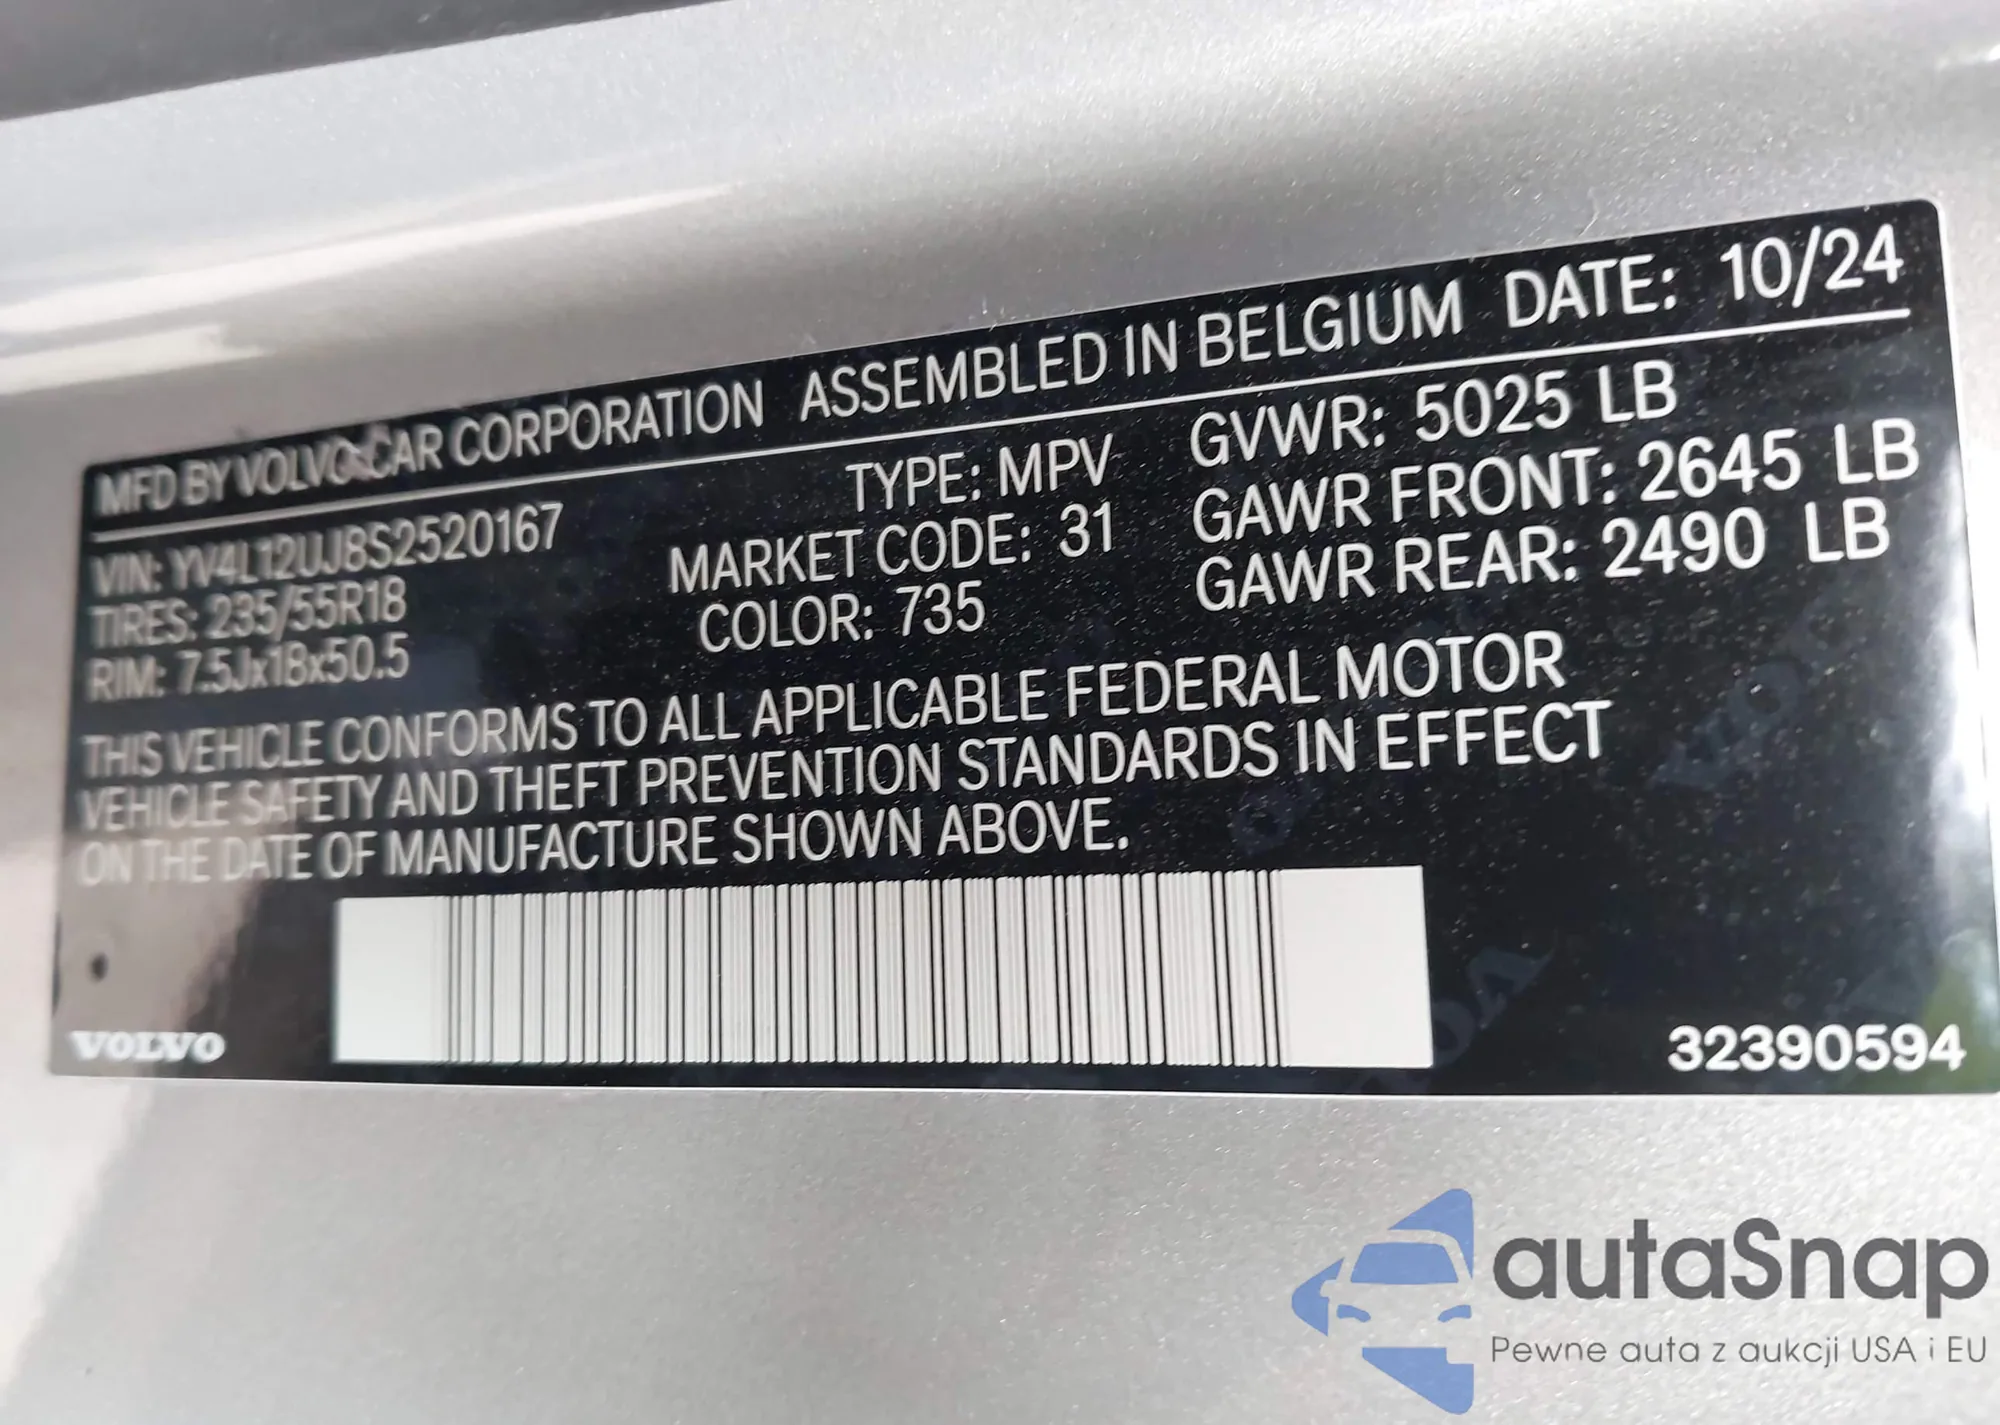 MFD BY VOLVO CAR CORPORATION ASSEMBLED IN BELGIUM DATE: 10/24
VIN: YV4L12UJ8S2520167 TYPE: MPV GVWR: 5025 LB
TIRES: 235/55R18 MARKET CODE: 31 GAWR FRONT: 2645 LB
RIM: 7.5Jx18x50.5 COLOR: 735 GAWR REAR: 2490 LB
THIS VEHICLE CONFORMS TO ALL APPLICABLE FEDERAL MOTOR
VEHICLE SAFETY AND THEFT PREVENTION STANDARDS IN EFFECT
ON THE DATE OF MANUFACTURE SHOWN ABOVE.
VOLVO 32390594
autaSnap
Pewne auta z aukcji USA i EU